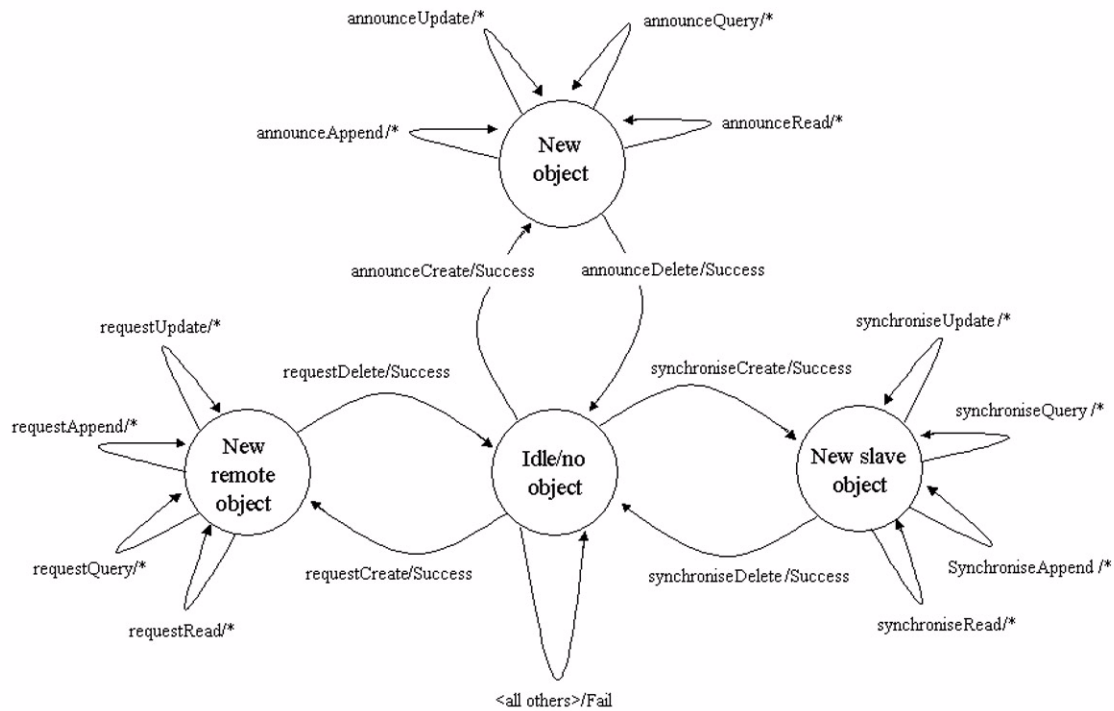 announceUpdate/*
announceQuery/*
announceAppend/*
announceRead/*
New
object
announceCreate/Success
announceDelete/Success
requestUpdate/*
synchroniseUpdate/*
requestDelete/Success
synchroniseCreate/Success
requestAppend/*
synchroniseQuery /*
New
remote
object
Idle/no
object
New slave
object
requestQuery/*
requestCreate/Success
synchroniseDelete/Success
SynchroniseAppend /*
requestRead/*
synchroniseRead/*
<all others>/Fail